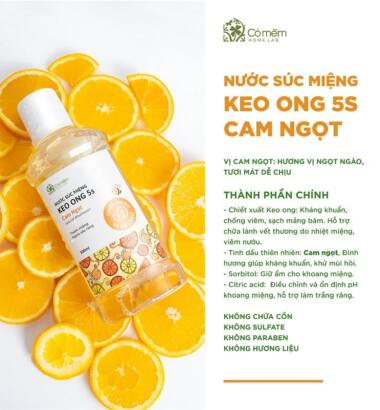 Cỏ mềm
HOME LAB
NƯỚC SÚC MIỆNG
KEO ONG 5S
CAM NGỌT
VỊ CAM NGỌT: HƯƠNG VỊ NGỌT NGÀO,
TƯƠI MÁT DỄ CHỊU
THÀNH PHẦN CHÍNH
- Chiết xuất Keo ong: Kháng khuẩn,
chống viêm, sạch mảng bám. Hỗ trợ
chữa lành vết thương do nhiệt miệng,
viêm nướu.
- Tinh dầu thiên nhiên: Cam ngọt, Đinh
hương giúp kháng khuẩn, khử mùi hôi.
- Sorbitol: Giữ ẩm cho khoang miệng.
- Citric acid: Điều chỉnh và ổn định pH
khoang miệng, hỗ trợ làm trắng răng.
KHÔNG CHỨA CỒN
KHÔNG SULFATE
KHÔNG PARABEN
KHÔNG HƯƠNG LIỆU
Cỏ mềm
NƯỚC SÚC MIỆNG
KEO ONG 5S
Cam Ngọt